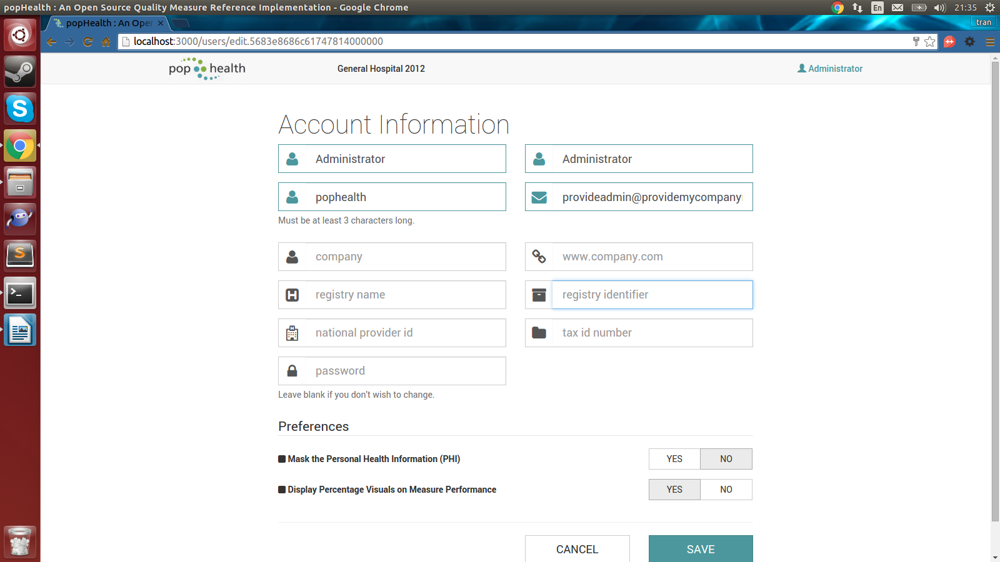 popHealth : An Open Source Quality Measure Reference Implementation - Google Chrome
En
21:35
popHealth : An Oper
tran
localhost:3000/users/edit.5683e8686c61747814000000
pop health
General Hospital 2012
Administrator
Account Information
Administrator
Administrator
pophealth
provideadmin@providemycompany
Must be at least 3 characters long.
company
www.company.com
registry name
registry identifier
national provider id
tax id number
password
Leave blank if you don't wish to change.
Preferences
Mask the Personal Health Information (PHI)
YES
NO
Display Percentage Visuals on Measure Performance
YES
NO
CANCEL
SAVE